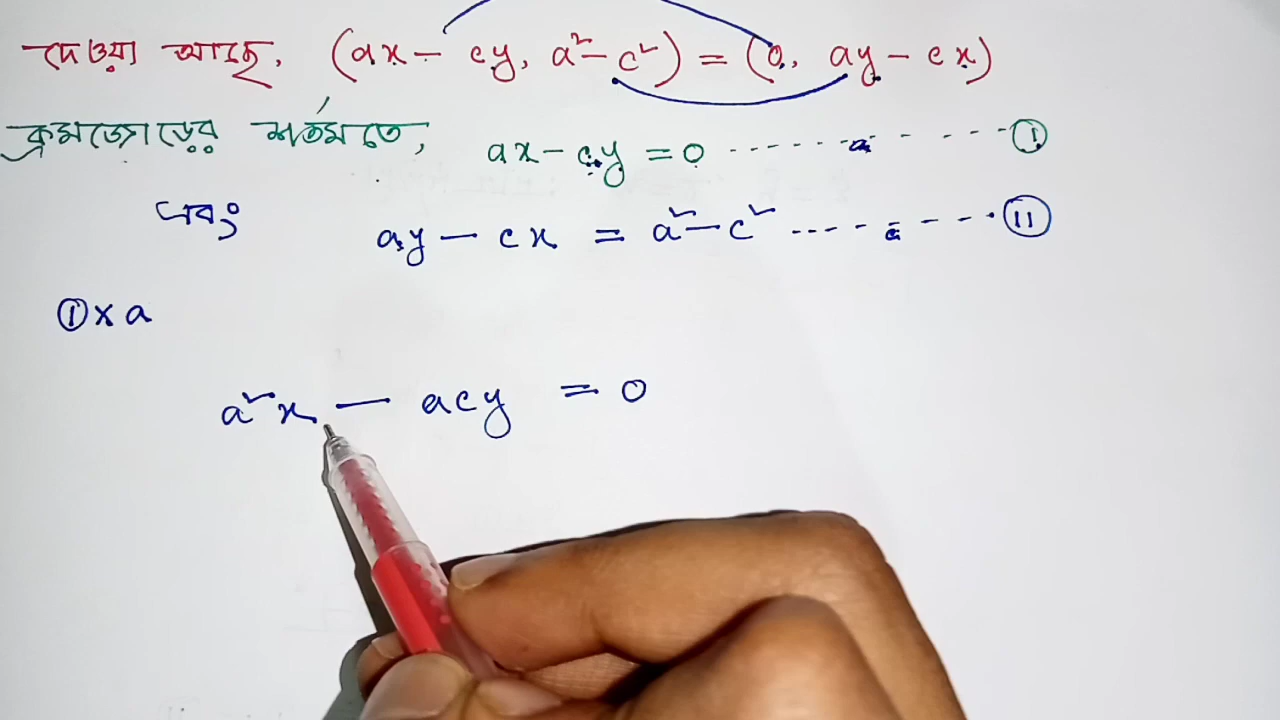 দেওয়া আছে, (ax - cy, a² - c²) = (0, ay - cx)
ক্রমজোড়ের শর্তমতে, ax - cy = 0 ---------- (I)
এবং ay - cx = a² - c² ---------- (II)
(1) × a
a²x - acy = 0